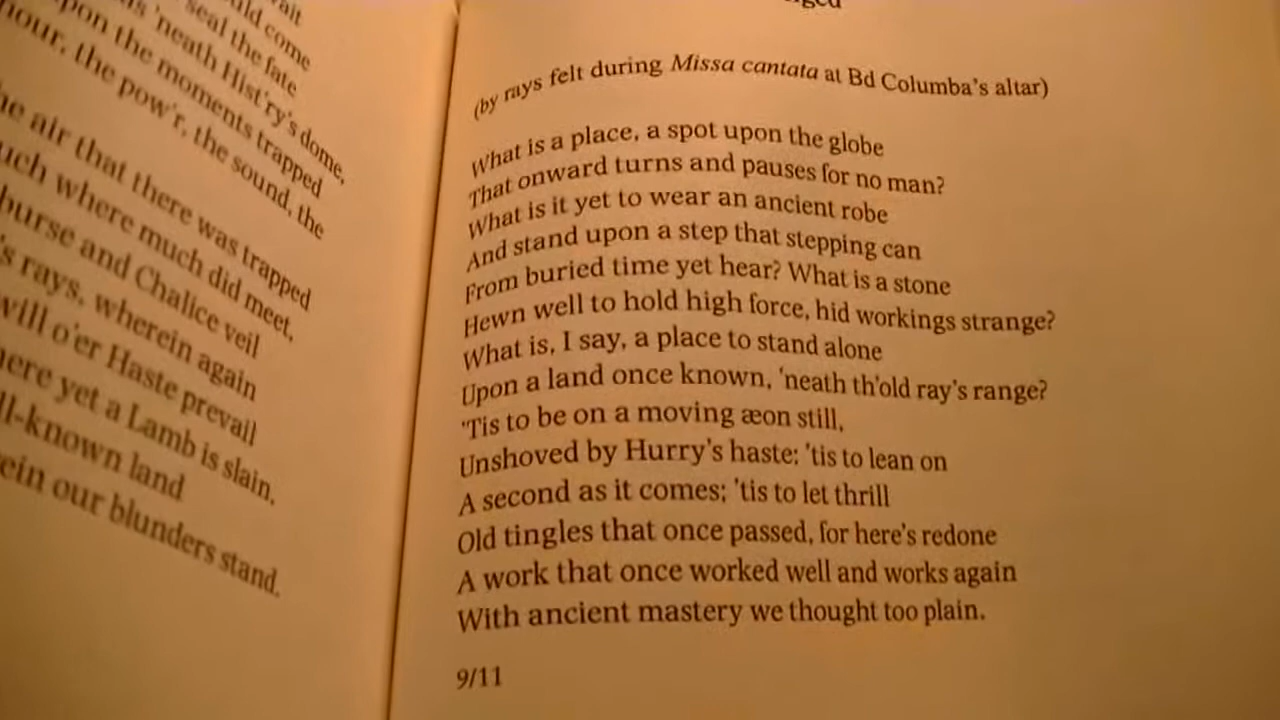 ait
uld come
seal the fate
'neath Hist'ry's dome,
pon the moments trapped
hour, the pow'r, the sound, the
he air that there was trapped
uch where much did meet,
burse and Chalice veil
's rays, wherein again
will o'er Haste prevail
here yet a Lamb is slain,
ll-known land
ein our blunders stand.
(by rays felt during Missa cantata at Bd Columba's altar)
What is a place, a spot upon the globe
That onward turns and pauses for no man?
What is it yet to wear an ancient robe
And stand upon a step that stepping can
From buried time yet hear? What is a stone
Hewn well to hold high force, hid workings strange?
What is, I say, a place to stand alone
Upon a land once known, 'neath th'old ray's range?
'Tis to be on a moving æon still,
Unshoved by Hurry's haste; 'tis to lean on
A second as it comes; 'tis to let thrill
Old tingles that once passed, for here's redone
A work that once worked well and works again
With ancient mastery we thought too plain.
9/11